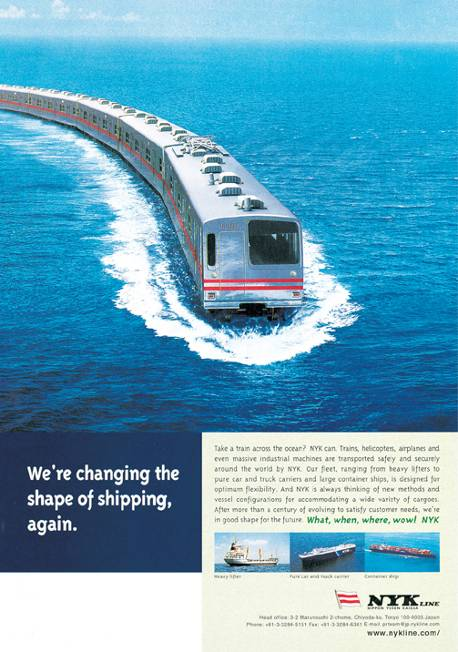 We're changing the
shape of shipping,
again.
Take a train across the ocean? NYK can. Trains, helicopters, airplanes and
even massive industrial machines are transported safely and securely
around the world by NYK. Our fleet, ranging from heavy lifters to
pure car and truck carriers and large container ships, is designed for
optimum flexibility. And NYK is always thinking of new methods and
vessel configurations for accommodating a wide variety of cargoes.
After more than a century of evolving to satisfy customer needs, we're
in good shape for the future. What, when, where, wow! NYK
Heavy lifter
Pure car and truck carrier
Container ship
NYK LINE
NIPPON YUSEN KAISHA
Head office: 3-2 Marunouchi 2-chome, Chiyoda-ku, Tokyo 100-0005 Japan
Phone: +81-3-3284-5151 Fax: +81-3-3284-6361 E-mail: prteam@jp.nykline.com
www.nykline.com/